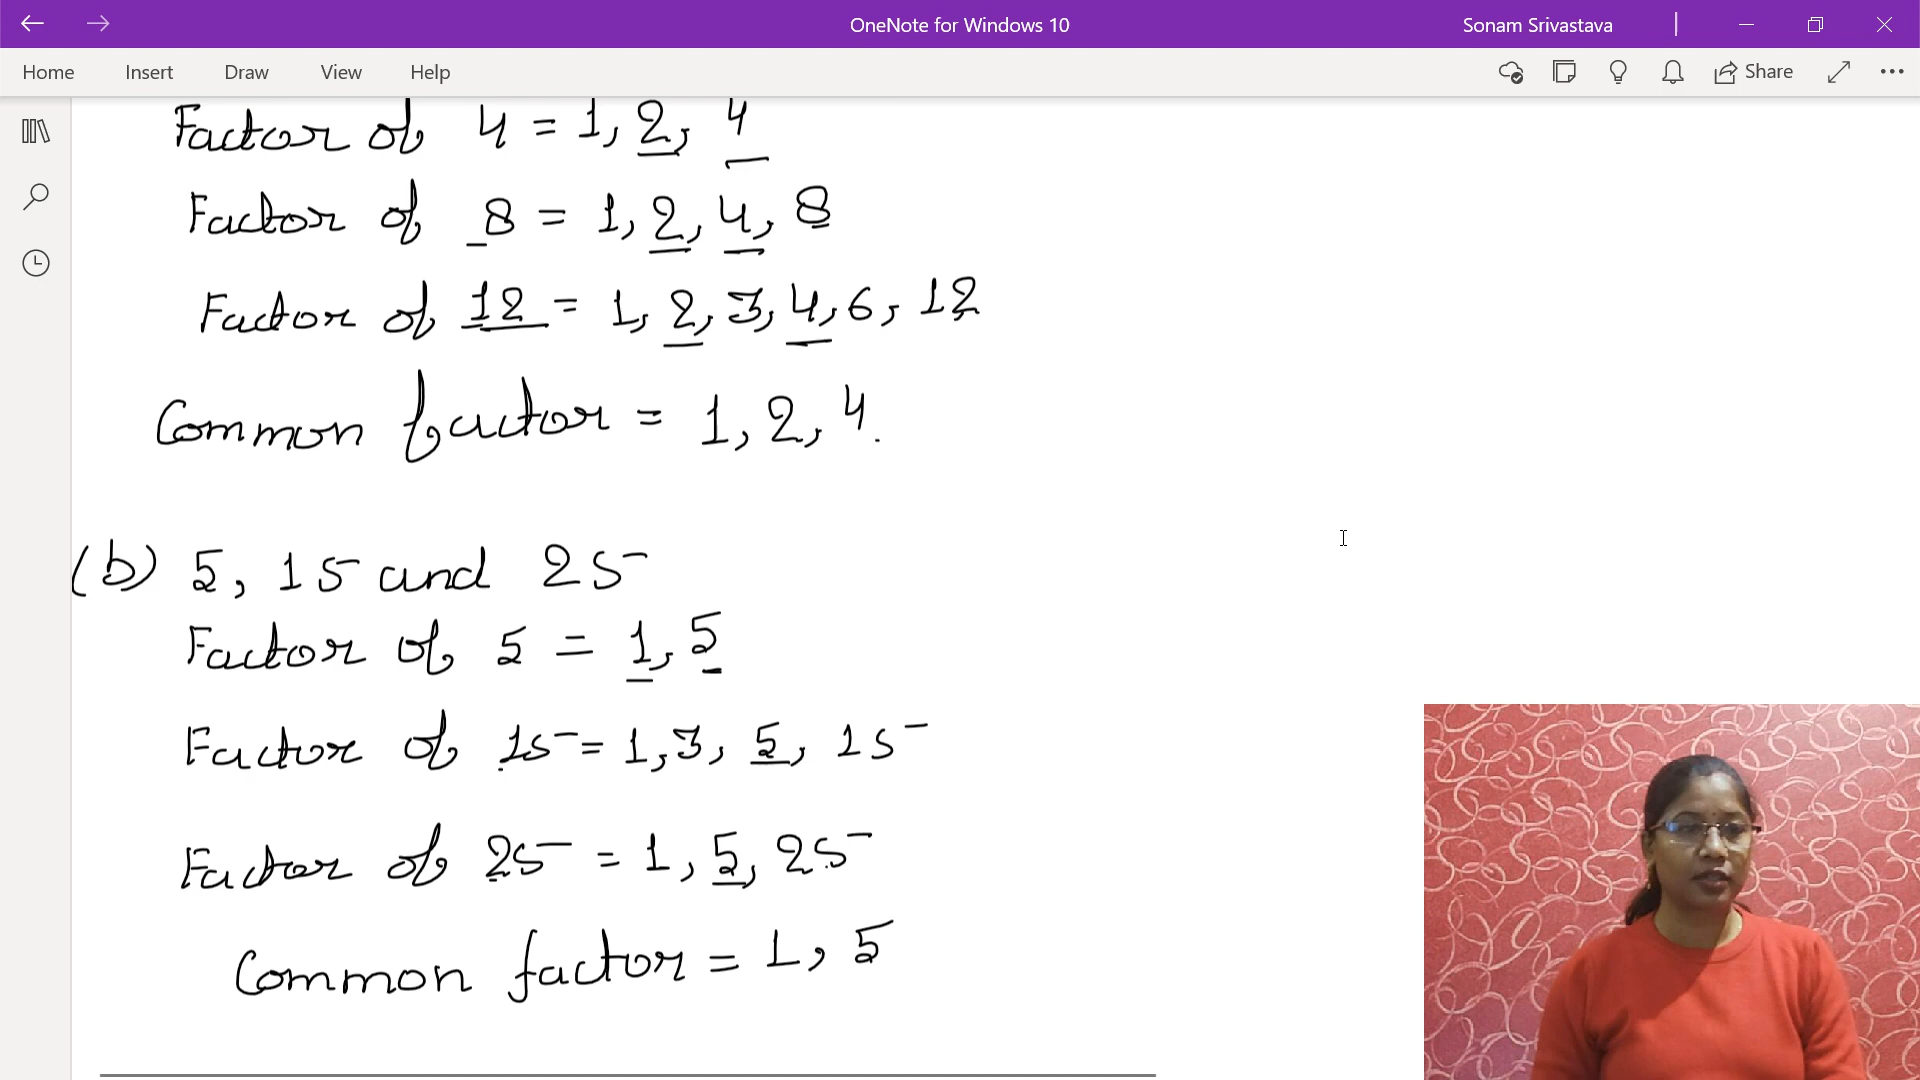 OneNote for Windows 10
Sonam Srivastava
Home Insert Draw View Help
Share
Factor of 4 = 1, 2, 4
Factor of 8 = 1, 2, 4, 8
Factor of 12 = 1, 2, 3, 4, 6, 12
Common factor = 1, 2, 4.
(b) 5, 15 and 25
Factor of 5 = 1, 5
Factor of 15 = 1, 3, 5, 15
Factor of 25 = 1, 5, 25
Common factor = 1, 5